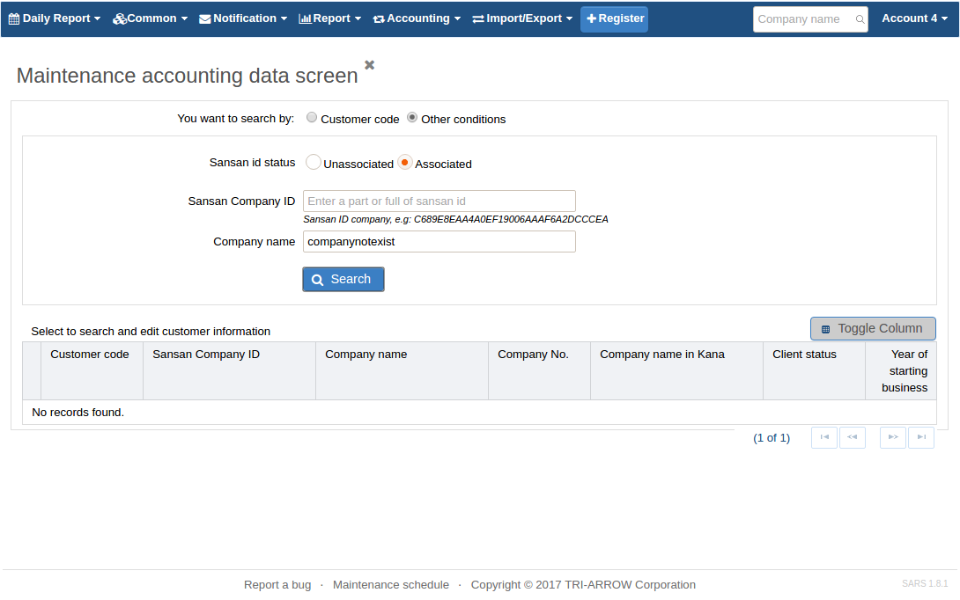 Daily Report Common Notification Report Accounting Import/Export Register Company name Account 4
Maintenance accounting data screen
You want to search by: Customer code Other conditions
Sansan id status Unassociated Associated
Sansan Company ID Enter a part or full of sansan id
Sansan ID company, e.g: C689E8EAA4A0EF19006AAAF6A2DCCCEA
Company name companynotexist
Search
Select to search and edit customer information Toggle Column
Customer code Sansan Company ID Company name Company No. Company name in Kana Client status Year of
starting
business
No records found.
(1 of 1)
Report a bug · Maintenance schedule · Copyright © 2017 TRI-ARROW Corporation SARS 1.8.1